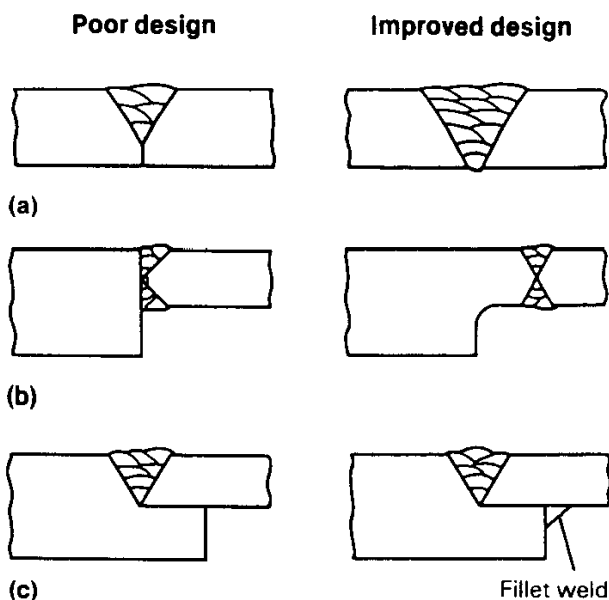 Poor design
Improved design
(a)
(b)
(c)
Fillet weld